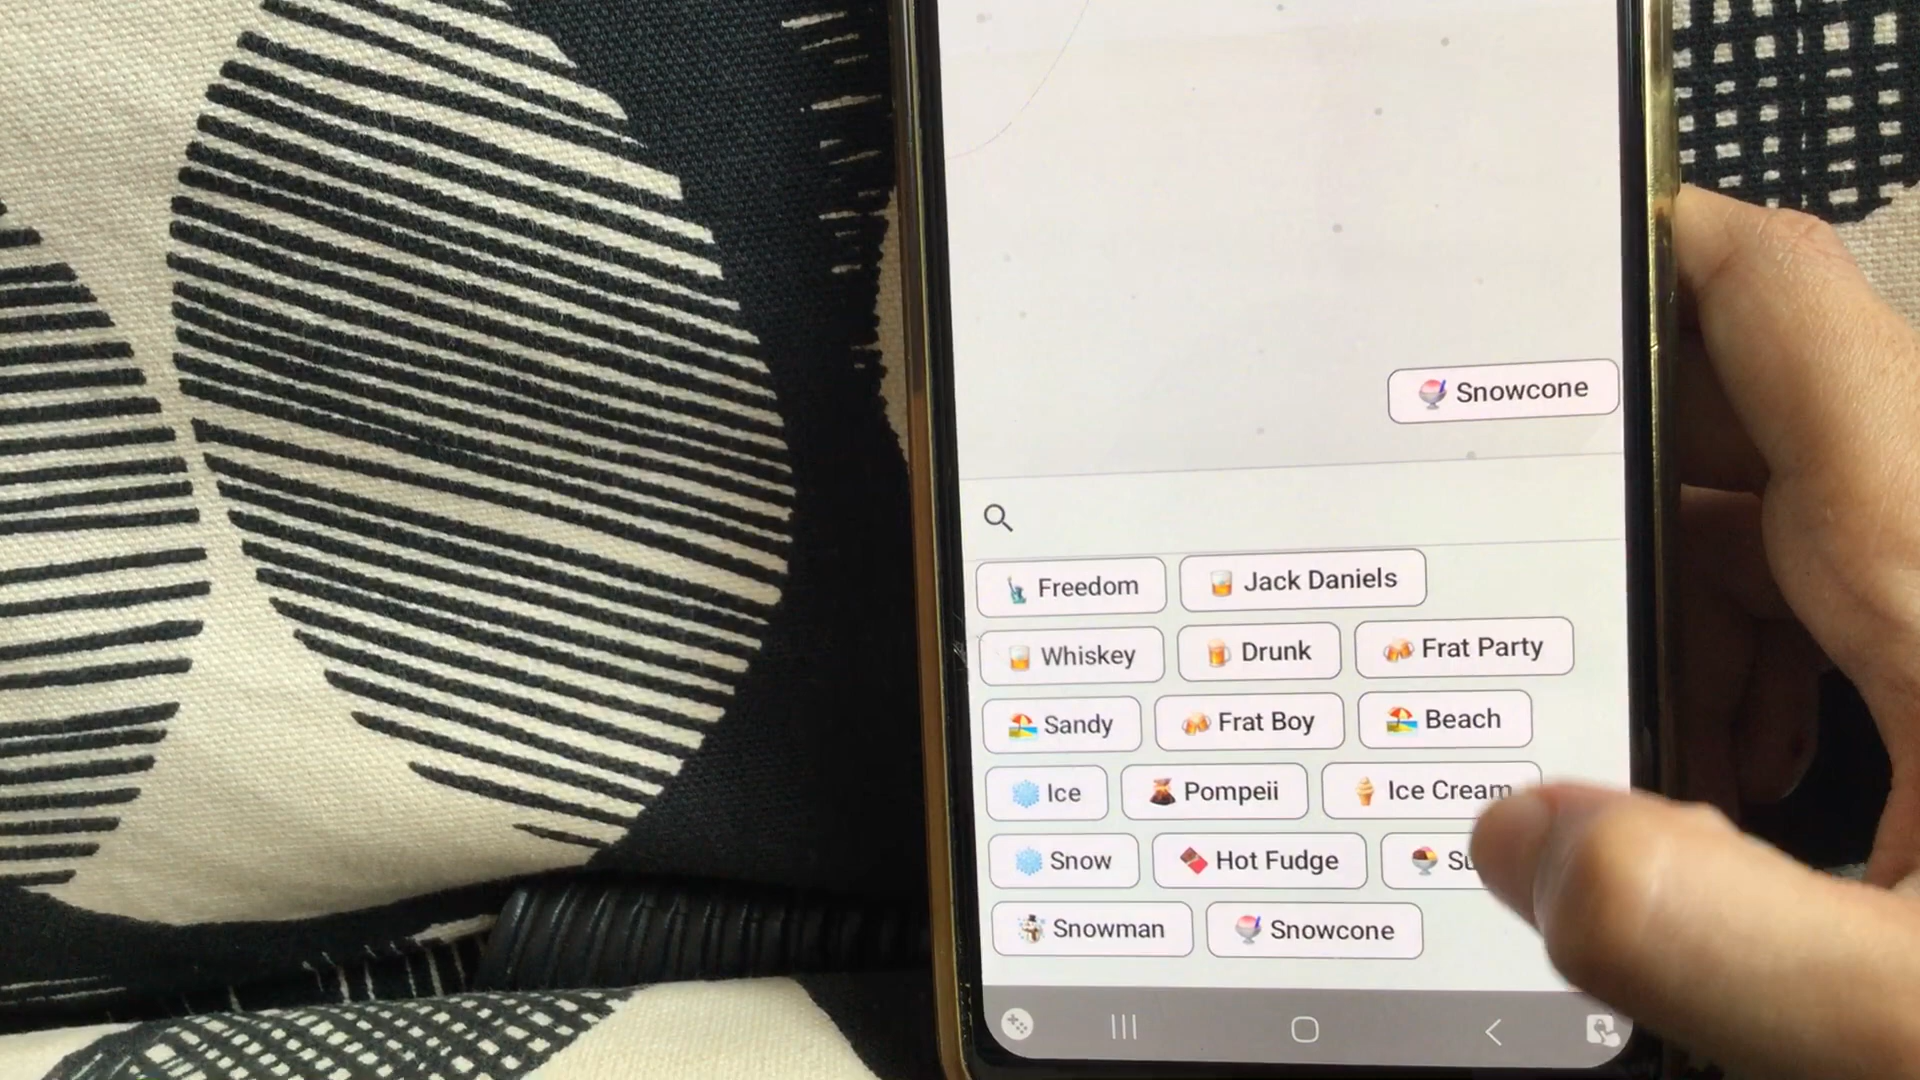 Snowcone
Freedom Jack Daniels
Whiskey Drunk Frat Party
Sandy Frat Boy Beach
Ice Pompeii Ice Cream
Snow Hot Fudge
Snowman Snowcone